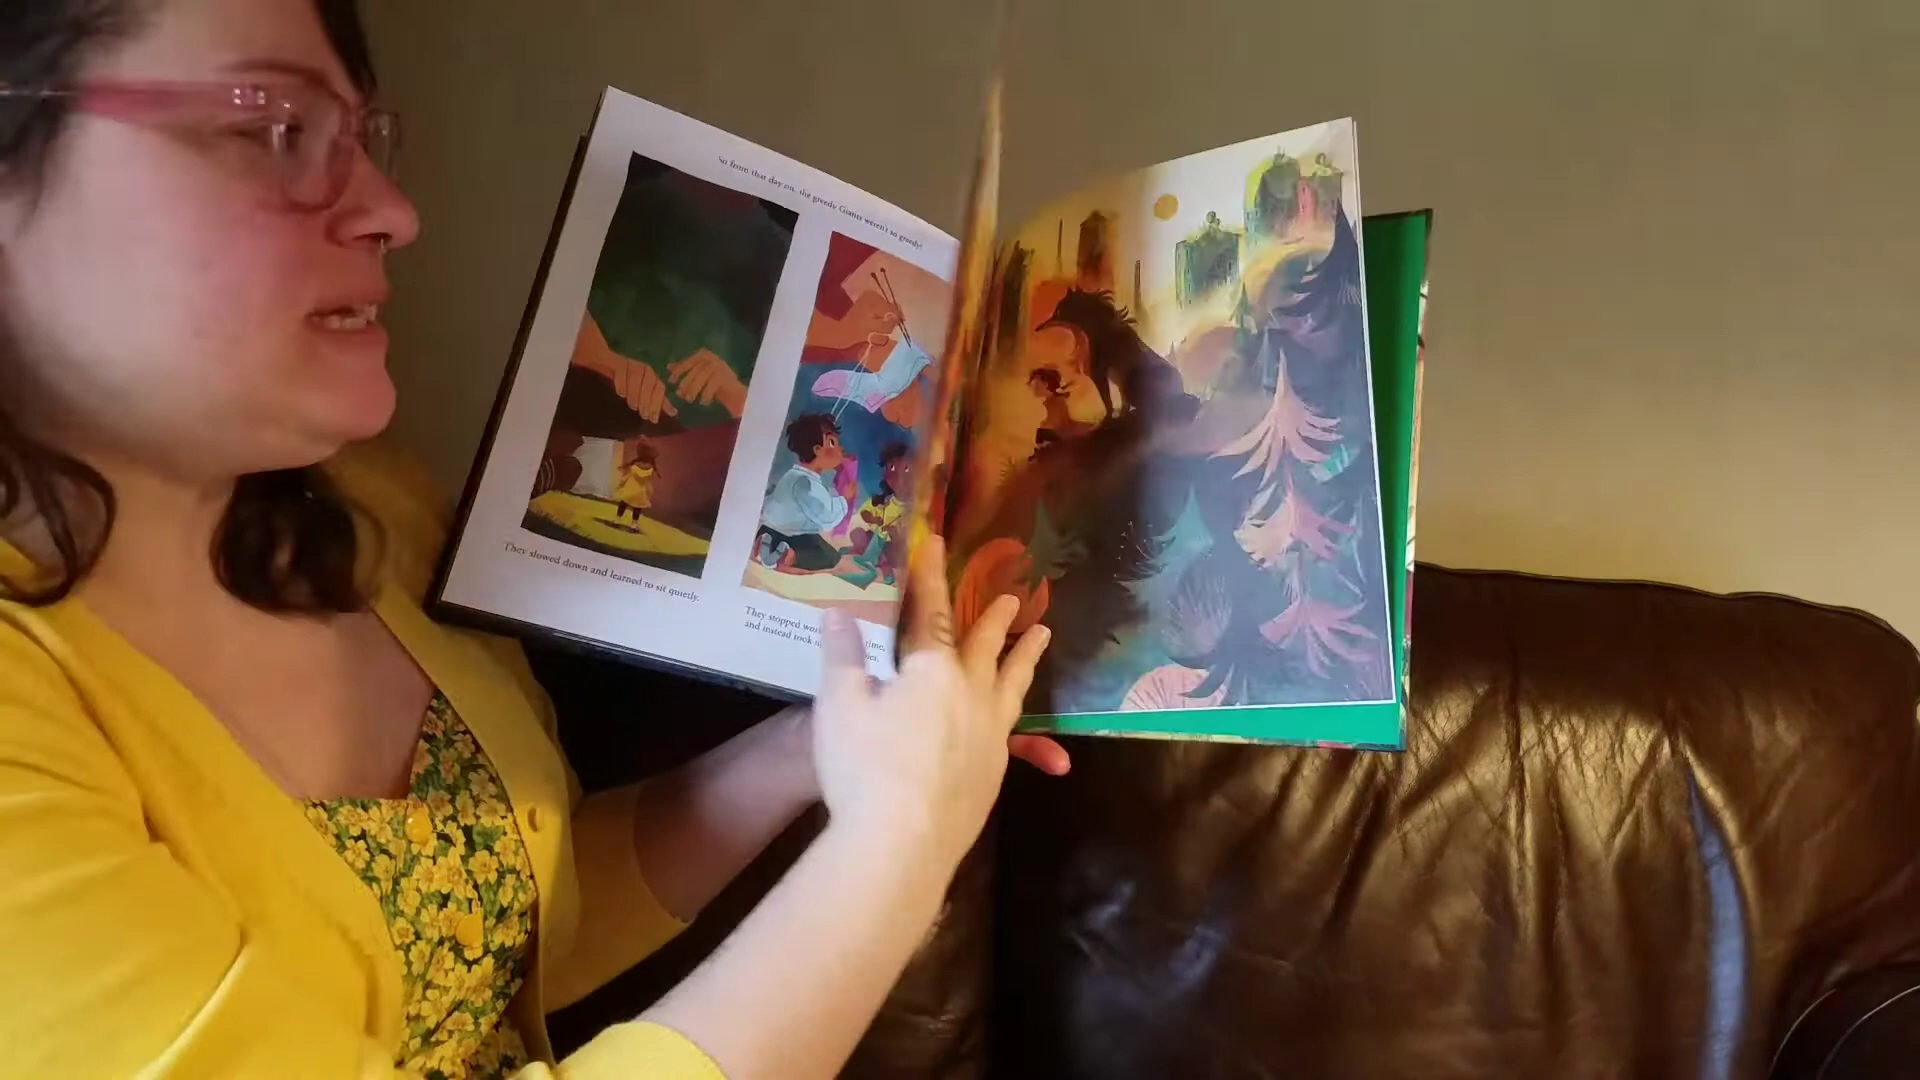 So from that day on, the greedy Giants weren't so greedy!
They slowed down and learned to sit quietly.
They stopped time,
and instead took